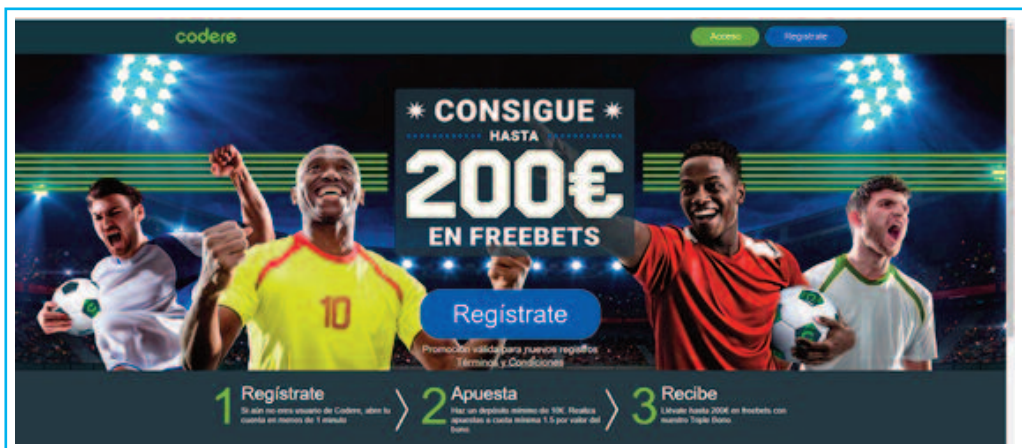 codere
Acceso
Regístrate
CONSIGUE
HASTA
200€
EN FREEBETS
10
Regístrate
Promoción válida para nuevos registros
Términos y Condiciones
1 Regístrate
Si aún no eres usuario de Codere, abre tu
cuenta en menos de 1 minuto
2 Apuesta
Haz un depósito mínimo de 10€. Realiza
apuestas a cuota mínima 1.5 por valor del
bono.
3 Recibe
Llévate hasta 200€ en freebets con
nuestro Triple Bono.